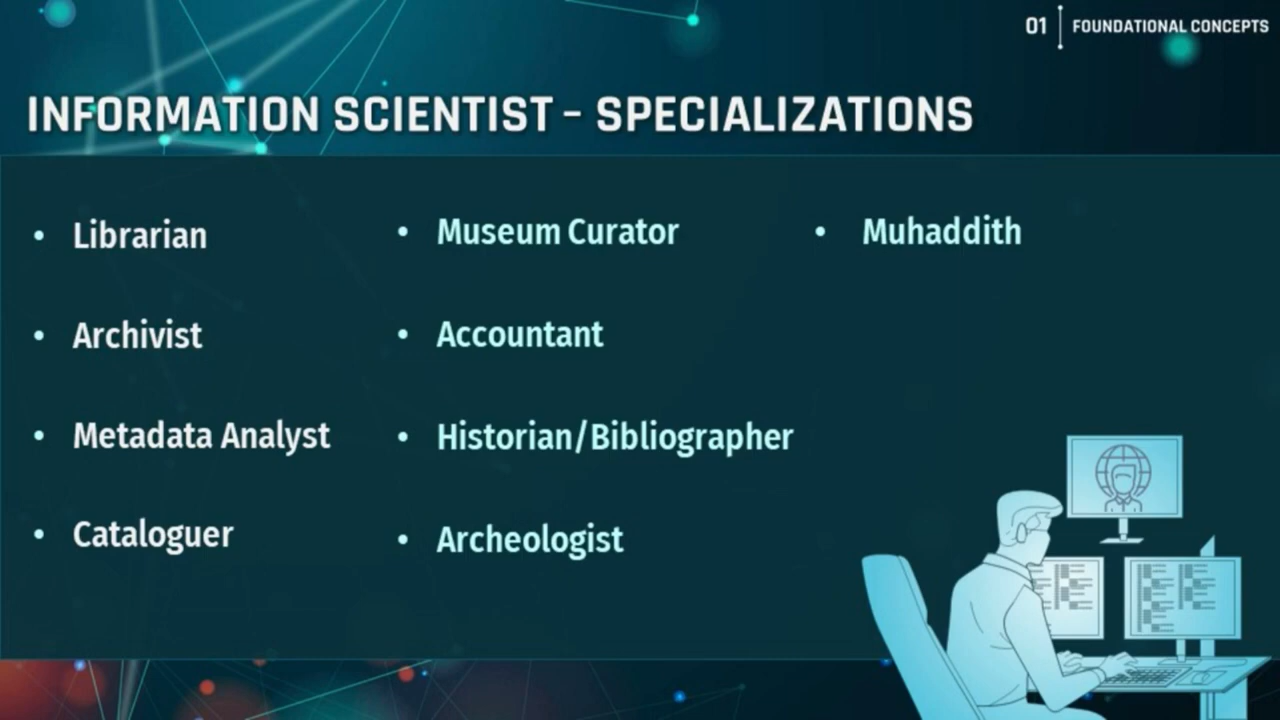 01 | FOUNDATIONAL CONCEPTS
INFORMATION SCIENTIST – SPECIALIZATIONS
• Librarian
• Archivist
• Metadata Analyst
• Cataloguer
• Museum Curator
• Accountant
• Historian/Bibliographer
• Archeologist
• Muhaddith